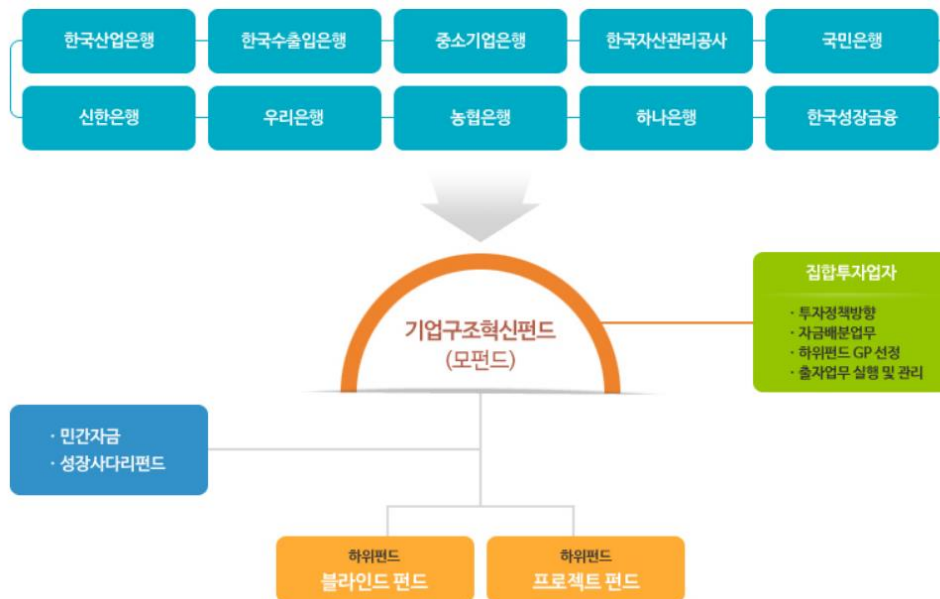 한국산업은행
한국수출입은행
중소기업은행
한국자산관리공사
국민은행
신한은행
우리은행
농협은행
하나은행
한국성장금융
기업구조혁신펀드
(모펀드)
집합투자업자
· 투자정책방향
· 자금배분업무
· 하위펀드 GP 선정
· 출자업무 실행 및 관리
· 민간자금
· 성장사다리펀드
하위펀드
블라인드 펀드
하위펀드
프로젝트 펀드